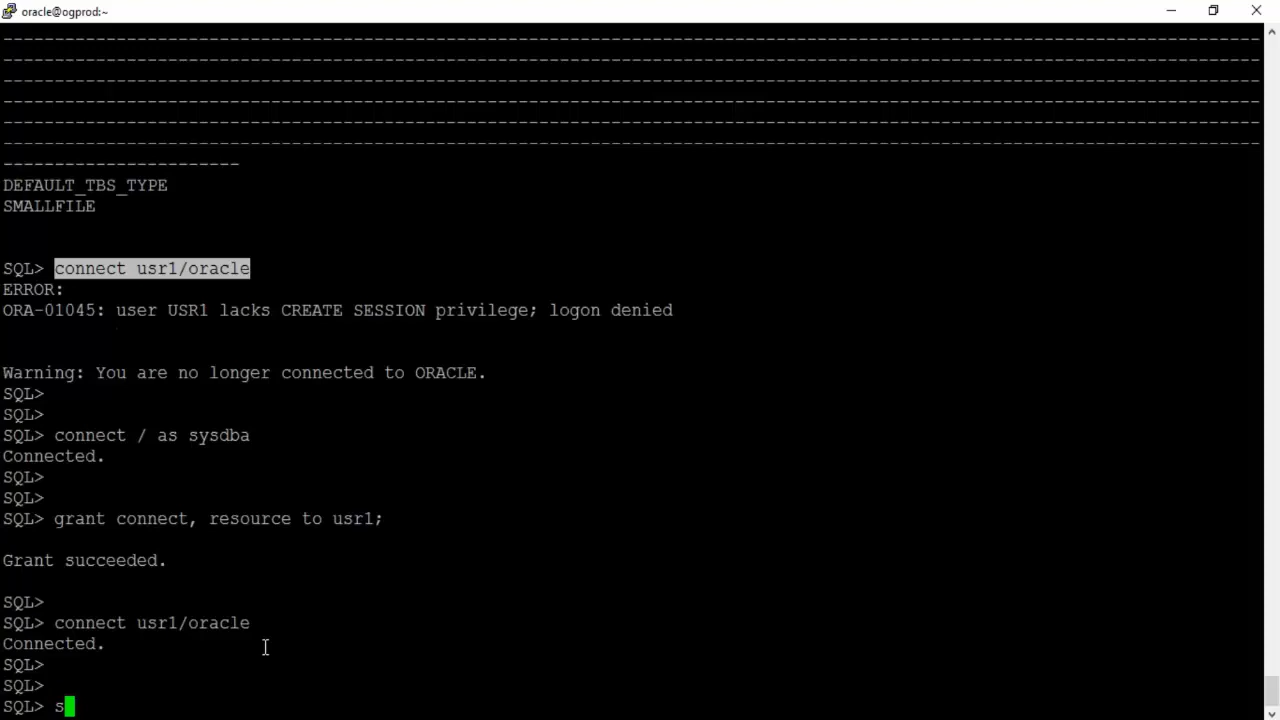 oracle@ogprod:~
--------------------------------------------------------------------------------------------------------------------------
--------------------------------------------------------------------------------------------------------------------------
--------------------------------------------------------------------------------------------------------------------------
--------------------------------------------------------------------------------------------------------------------------
--------------------------------------------------------------------------------------------------------------------------
--------------------------------------------------------------------------------------------------------------------------
-----------------------
DEFAULT_TBS_TYPE
SMALLFILE
SQL> connect usr1/oracle
ERROR:
ORA-01045: user USR1 lacks CREATE SESSION privilege; logon denied
Warning: You are no longer connected to ORACLE.
SQL>
SQL>
SQL> connect / as sysdba
Connected.
SQL>
SQL>
SQL> grant connect, resource to usr1;
Grant succeeded.
SQL>
SQL> connect usr1/oracle
Connected.
SQL>
SQL>
SQL> s